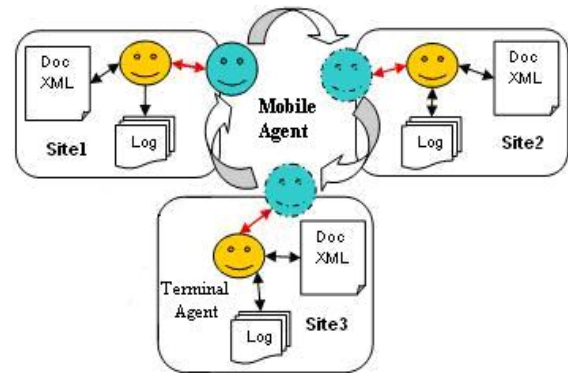 Doc
XML
Log
Site1
Mobile
Agent
Doc
XML
Log
Site2
Doc
XML
Terminal
Agent
Log
Site3